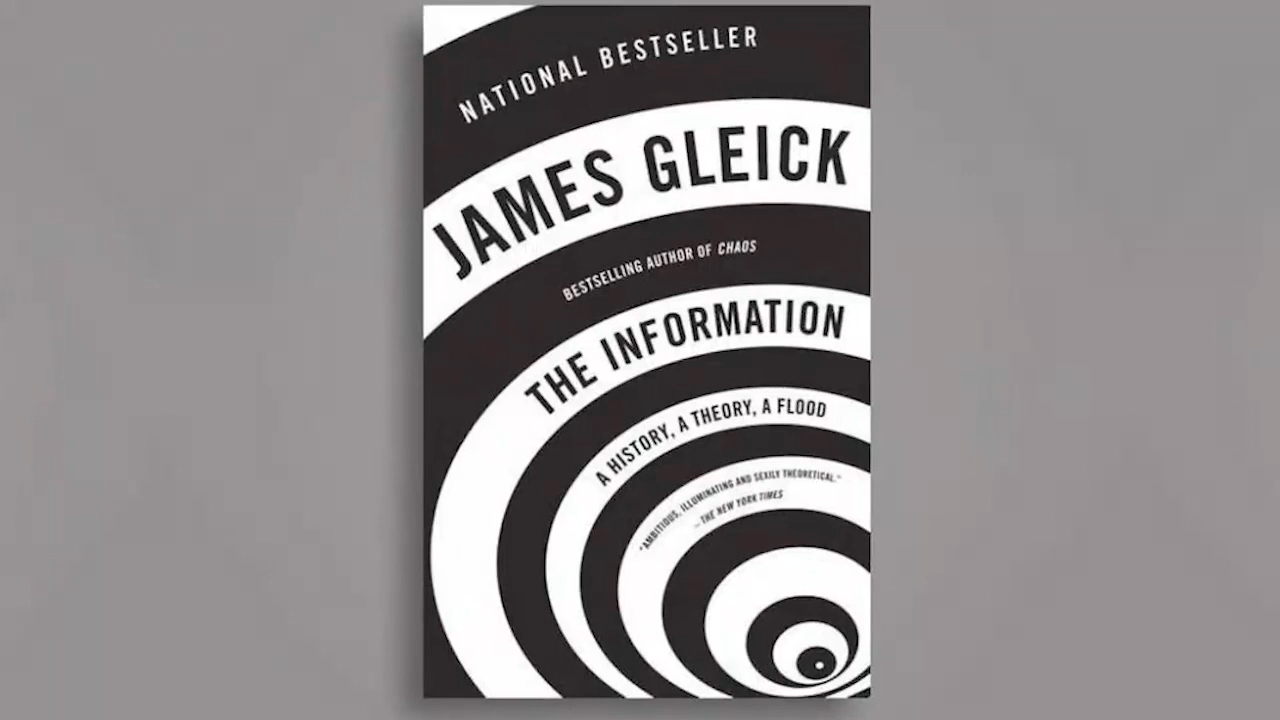 NATIONAL BESTSELLER
JAMES GLEICK
BESTSELLING AUTHOR OF CHAOS
THE INFORMATION
A HISTORY, A THEORY, A FLOOD
"AMBITIOUS, ILLUMINATING AND SEXILY THEORETICAL."
— THE NEW YORK TIMES